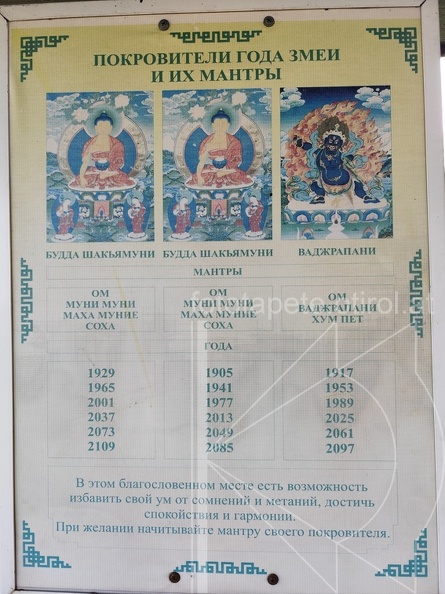 ПОКРОВИТЕЛИ ГОДА ЗМЕИ
И ИХ МАНТРЫ
БУДДА ШАКЬЯМУНИ БУДДА ШАКЬЯМУНИ ВАДЖРАПАНИ
МАНТРЫ
ОМ
МУНИ МУНИ
МАХА МУНИЕ
СОХА
ОМ
МУНИ МУНИ
МАХА МУНИЕ
СОХА
ОМ
ВАДЖРАПАНИ
ХУМ ПЕТ
ГОДА
1929 1905 1917
1965 1941 1953
2001 1977 1989
2037 2013 2025
2073 2049 2061
2109 2085 2097
В этом благословенном месте есть возможность
избавить свой ум от сомнений и метаний, достичь
спокойствия и гармонии.
При желании начитывайте мантру своего покровителя.